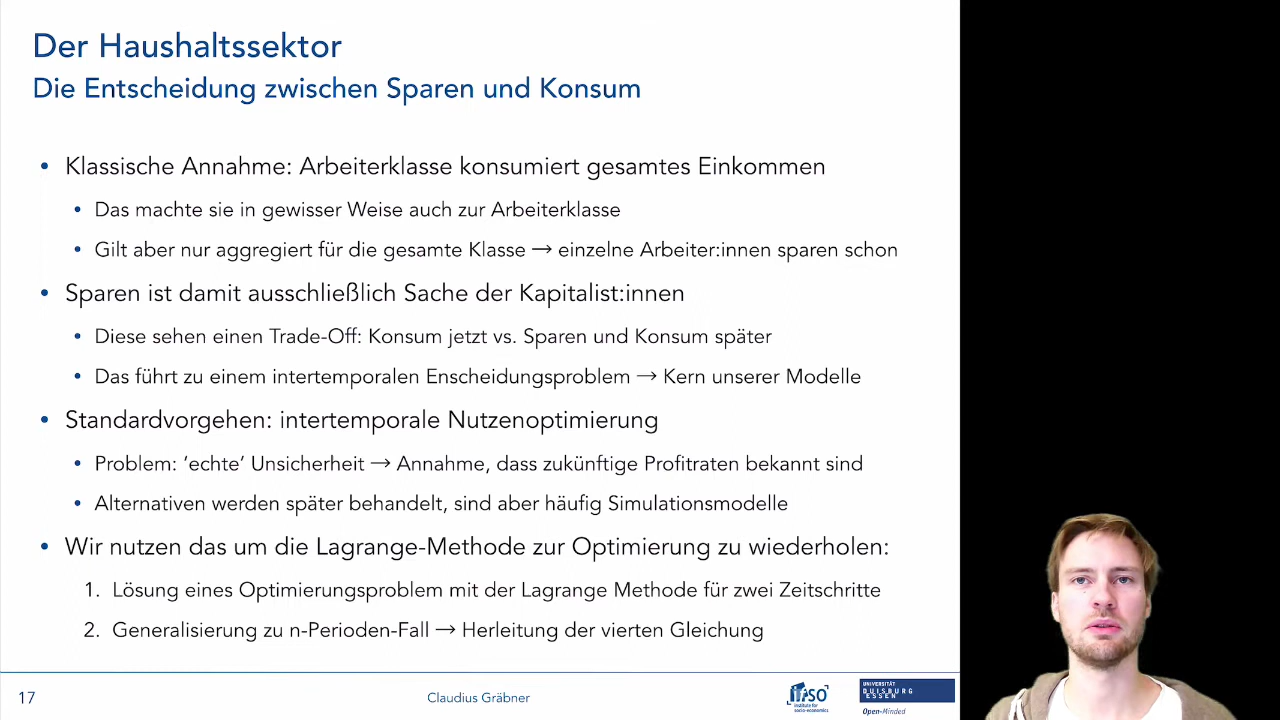 Der Haushaltssektor
Die Entscheidung zwischen Sparen und Konsum
• Klassische Annahme: Arbeiterklasse konsumiert gesamtes Einkommen
• Das machte sie in gewisser Weise auch zur Arbeiterklasse
• Gilt aber nur aggregiert für die gesamte Klasse → einzelne Arbeiter:innen sparen schon
• Sparen ist damit ausschließlich Sache der Kapitalist:innen
• Diese sehen einen Trade-Off: Konsum jetzt vs. Sparen und Konsum später
• Das führt zu einem intertemporalen Enscheidungsproblem → Kern unserer Modelle
• Standardvorgehen: intertemporale Nutzenoptimierung
• Problem: ‘echte’ Unsicherheit → Annahme, dass zukünftige Profitraten bekannt sind
• Alternativen werden später behandelt, sind aber häufig Simulationsmodelle
• Wir nutzen das um die Lagrange-Methode zur Optimierung zu wiederholen:
1. Lösung eines Optimierungsproblem mit der Lagrange Methode für zwei Zeitschritte
2. Generalisierung zu n-Perioden-Fall → Herleitung der vierten Gleichung
17
Claudius Gräbner
ifso
institute for
socio-economics
UNIVERSITÄT
DUISBURG
ESSEN
Open-Minded